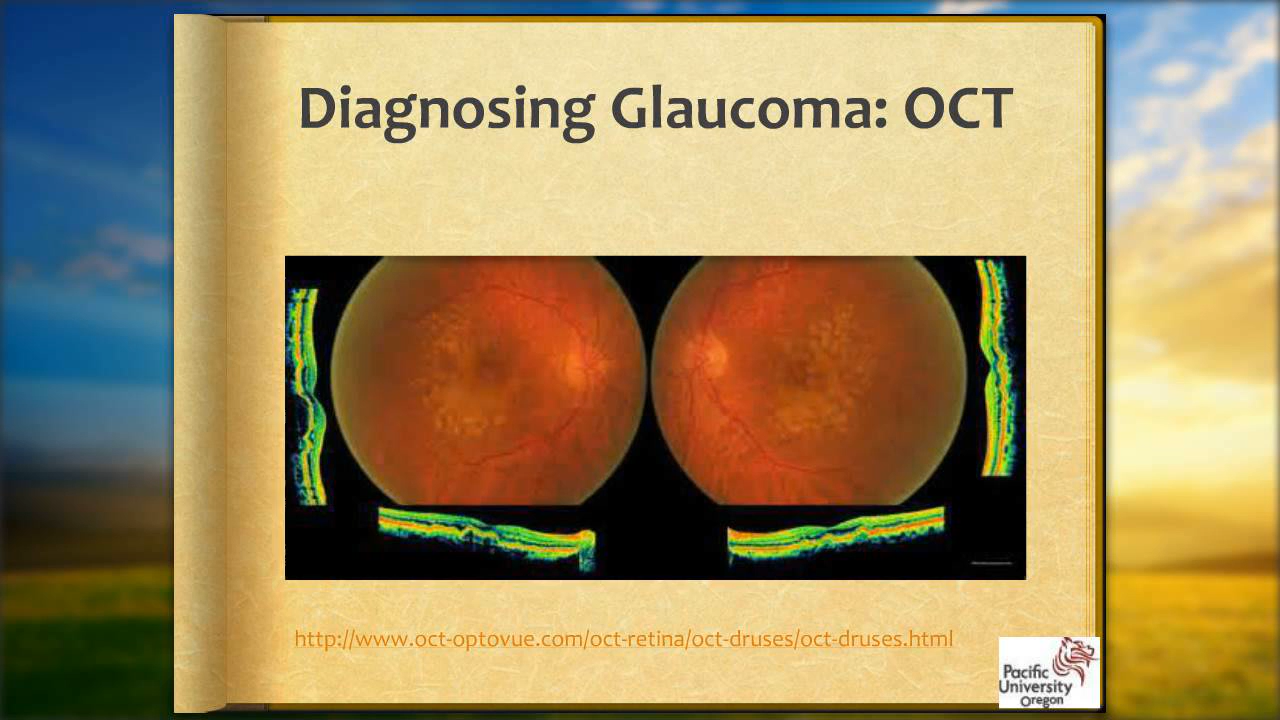 Diagnosing Glaucoma: OCT
http://www.oct-optovue.com/oct-retina/oct-druses/oct-druses.html
Pacific
University
Oregon